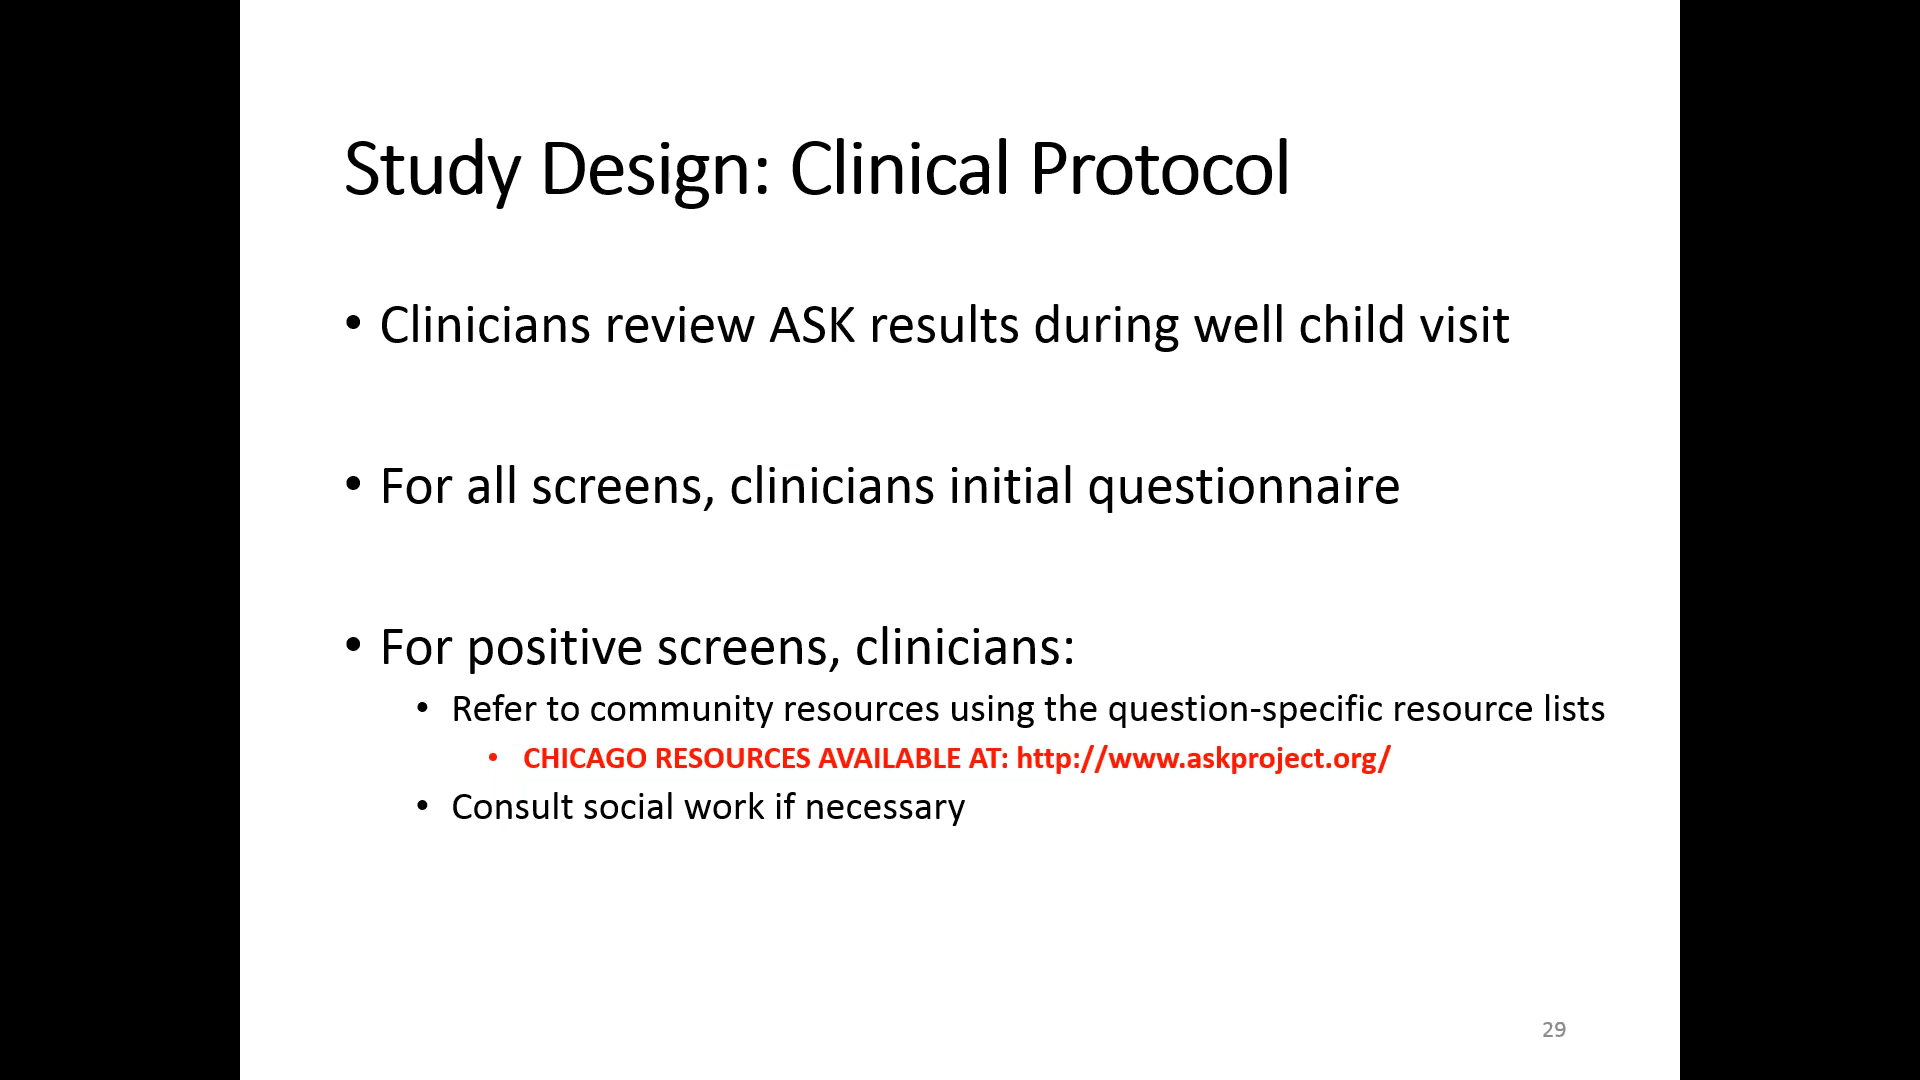 Study Design: Clinical Protocol
• Clinicians review ASK results during well child visit
• For all screens, clinicians initial questionnaire
• For positive screens, clinicians:
• Refer to community resources using the question-specific resource lists
• CHICAGO RESOURCES AVAILABLE AT: http://www.askproject.org/
• Consult social work if necessary
29